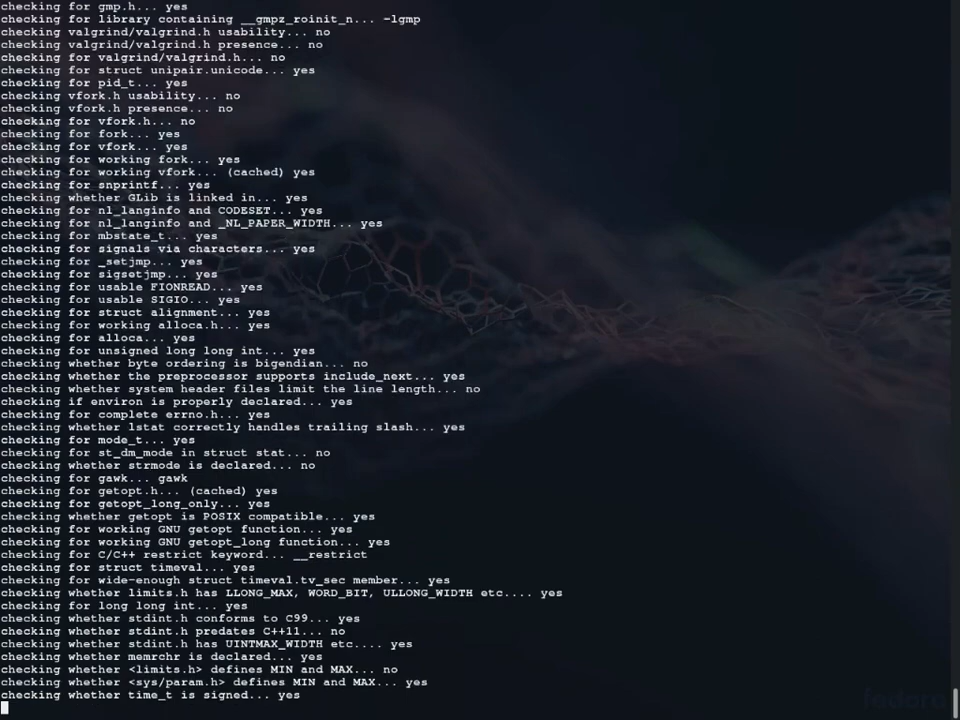 checking for gmp.h... yes
checking for library containing __gmpz_roinit_n... -lgmp
checking valgrind/valgrind.h usability... no
checking valgrind/valgrind.h presence... no
checking for valgrind/valgrind.h... no
checking for struct unipair.unicode... yes
checking for pid_t... yes
checking vfork.h usability... no
checking vfork.h presence... no
checking for vfork.h... no
checking for fork... yes
checking for vfork... yes
checking for working fork... yes
checking for working vfork... (cached) yes
checking for snprintf... yes
checking whether GLib is linked in... yes
checking for nl_langinfo and CODESET... yes
checking for nl_langinfo and _NL_PAPER_WIDTH... yes
checking for mbstate_t... yes
checking for signals via characters... yes
checking for _setjmp... yes
checking for sigsetjmp... yes
checking for usable FIONREAD... yes
checking for usable SIGIO... yes
checking for struct alignment... yes
checking for working alloca.h... yes
checking for alloca... yes
checking for unsigned long long int... yes
checking whether byte ordering is bigendian... no
checking whether the preprocessor supports include_next... yes
checking whether system header files limit the line length... no
checking if environ is properly declared... yes
checking for complete errno.h... yes
checking whether lstat correctly handles trailing slash... yes
checking for mode_t... yes
checking for st_dm_mode in struct stat... no
checking whether strmode is declared... no
checking for gawk... gawk
checking for getopt.h... (cached) yes
checking for getopt_long_only... yes
checking whether getopt is POSIX compatible... yes
checking for working GNU getopt function... yes
checking for working GNU getopt_long function... yes
checking for C/C++ restrict keyword... __restrict
checking for struct timeval... yes
checking for wide-enough struct timeval.tv_sec member... yes
checking whether limits.h has LLONG_MAX, WORD_BIT, ULLONG_WIDTH etc.... yes
checking for long long int... yes
checking whether stdint.h conforms to C99... yes
checking whether stdint.h predates C++11... no
checking whether stdint.h has UINTMAX_WIDTH etc.... yes
checking whether memrchr is declared... yes
checking whether <limits.h> defines MIN and MAX... no
checking whether <sys/param.h> defines MIN and MAX... yes
checking whether time_t is signed... yes
fedora